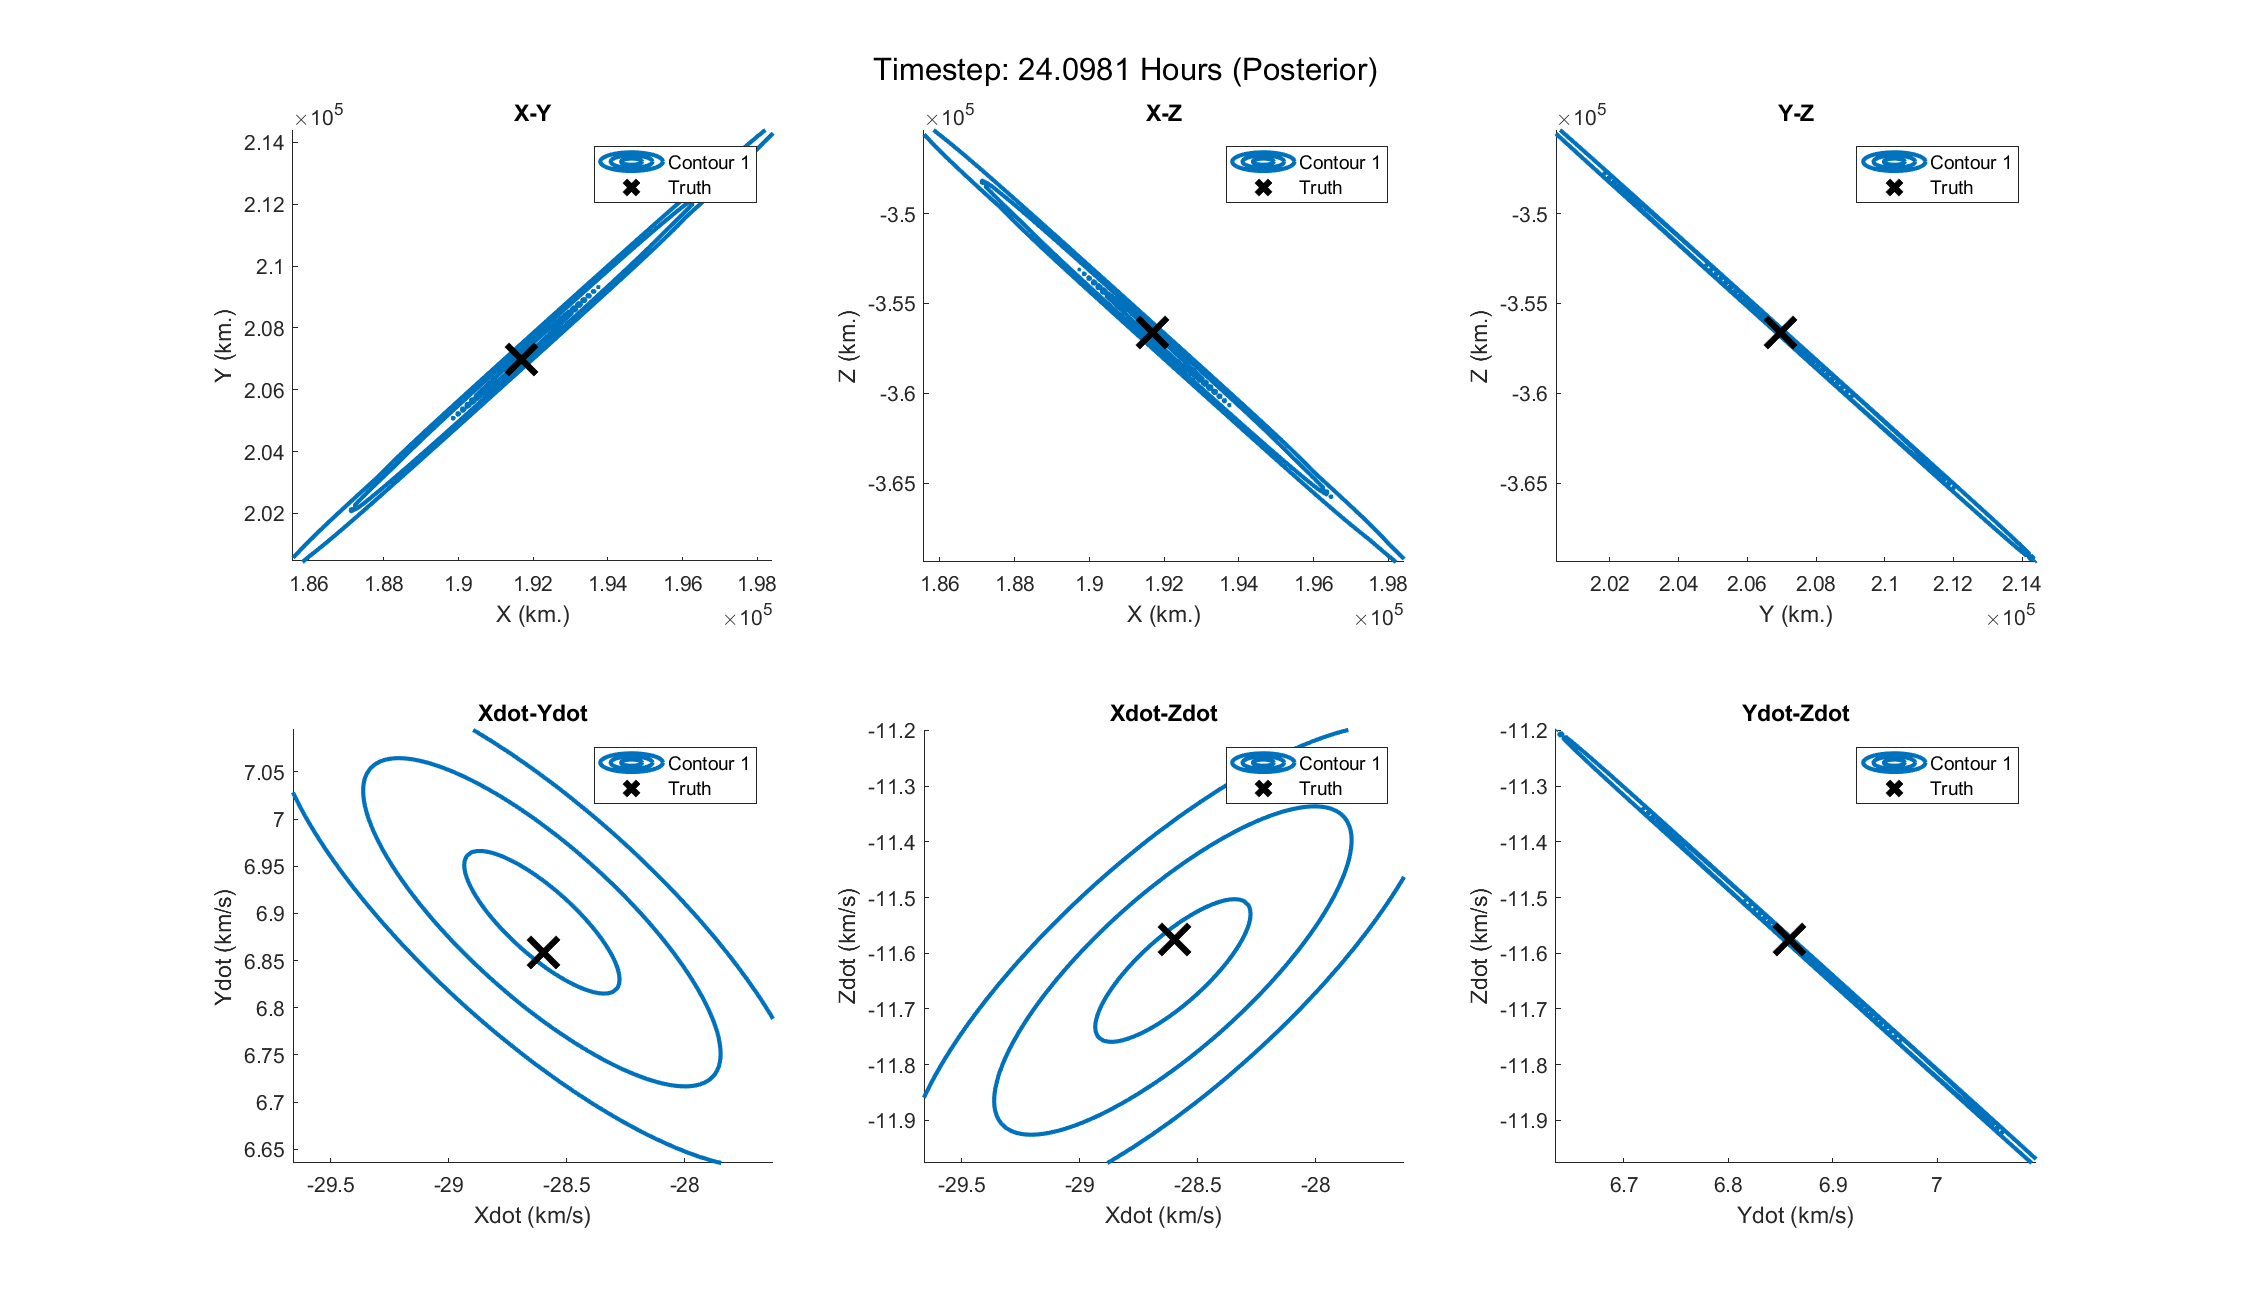 Timestep: 24.0981 Hours (Posterior)
X-Y
×10^5
2.14
2.12
2.1
2.08
2.06
2.04
2.02
Y (km.)
1.86 1.88 1.9 1.92 1.94 1.96 1.98
X (km.)
×10^5
Contour 1
Truth
X-Z
×10^5
-3.5
-3.55
-3.6
-3.65
Z (km.)
1.86 1.88 1.9 1.92 1.94 1.96 1.98
X (km.)
×10^5
Contour 1
Truth
Y-Z
×10^5
-3.5
-3.55
-3.6
-3.65
Z (km.)
2.02 2.04 2.06 2.08 2.1 2.12 2.14
Y (km.)
×10^5
Contour 1
Truth
Xdot-Ydot
7.05
7
6.95
6.9
6.85
6.8
6.75
6.7
6.65
Ydot (km/s)
-29.5 -29 -28.5 -28
Xdot (km/s)
Contour 1
Truth
Xdot-Zdot
-11.2
-11.3
-11.4
-11.5
-11.6
-11.7
-11.8
-11.9
Zdot (km/s)
-29.5 -29 -28.5 -28
Xdot (km/s)
Contour 1
Truth
Ydot-Zdot
-11.2
-11.3
-11.4
-11.5
-11.6
-11.7
-11.8
-11.9
Zdot (km/s)
6.7 6.8 6.9 7
Ydot (km/s)
Contour 1
Truth